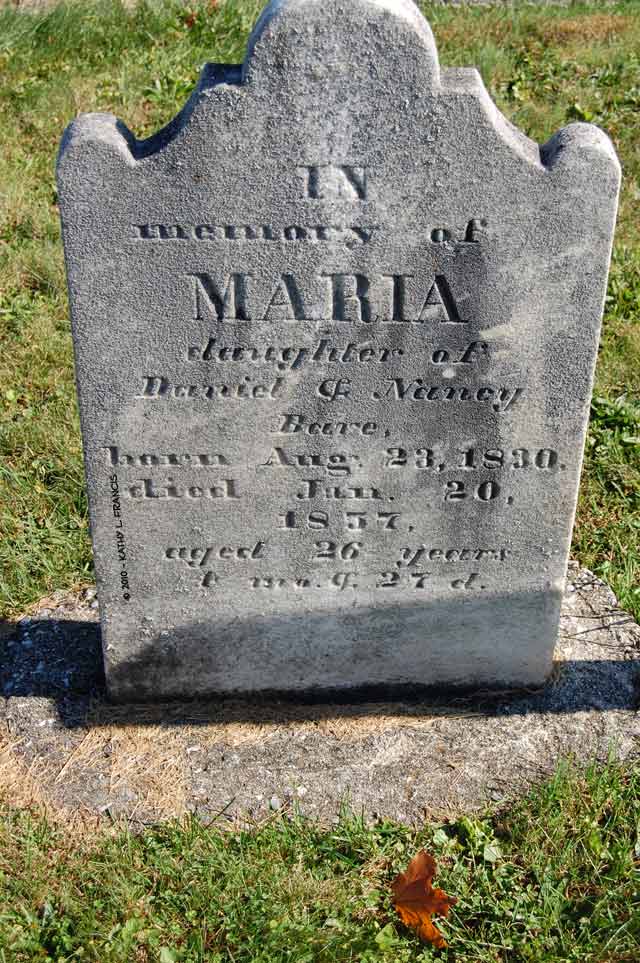 IN
memory of
MARIA
daughter of
Daniel & Nancy
Bare,
born Aug. 23, 1830.
died Jan. 20,
1857,
aged 26 years
mo. & 27 d.
© 2010 - KATHY L. FRANCIS